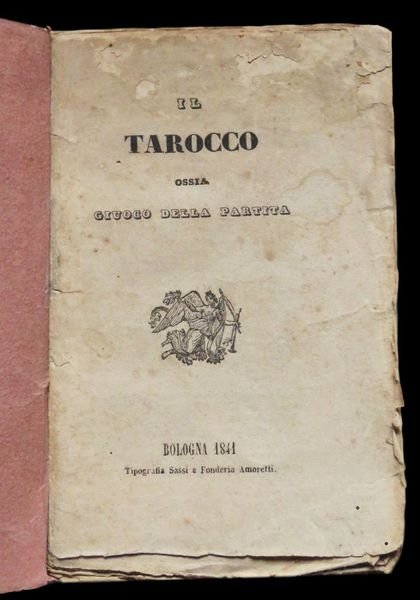 IL
TAROCCO
OSSIA
GIUOCO DELLA PARTITA
BOLOGNA 1841
Tipografia Sassi e Fonderia Amoretti.